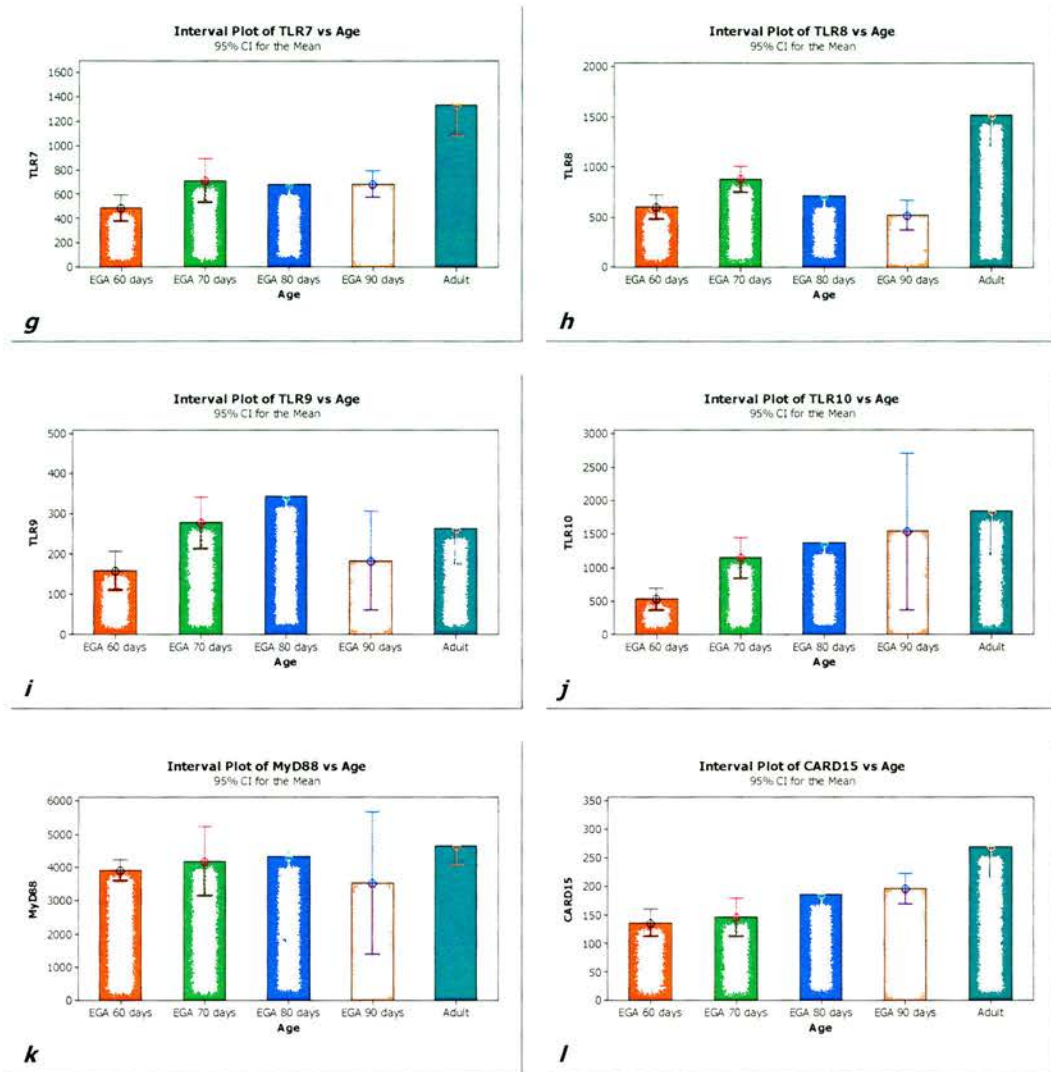 Interval Plot of TLR7 vs Age
95% CI for the Mean
1600
1400
1200
1000
800
600
400
200
0
TLR7
EGA 60 days EGA 70 days EGA 80 days EGA 90 days Adult
Age
g
Interval Plot of TLR8 vs Age
95% CI for the Mean
2000
1500
1000
500
0
TLR8
EGA 60 days EGA 70 days EGA 80 days EGA 90 days Adult
Age
h
Interval Plot of TLR9 vs Age
95% CI for the Mean
500
400
300
200
100
0
TLR9
EGA 60 days EGA 70 days EGA 80 days EGA 90 days Adult
Age
i
Interval Plot of TLR10 vs Age
95% CI for the Mean
3000
2500
2000
1500
1000
500
0
TLR10
EGA 60 days EGA 70 days EGA 80 days EGA 90 days Adult
Age
j
Interval Plot of MyD88 vs Age
95% CI for the Mean
6000
5000
4000
3000
2000
1000
0
MyD88
EGA 60 days EGA 70 days EGA 80 days EGA 90 days Adult
Age
k
Interval Plot of CARD15 vs Age
95% CI for the Mean
350
300
250
200
150
100
50
0
CARD15
EGA 60 days EGA 70 days EGA 80 days EGA 90 days Adult
Age
l